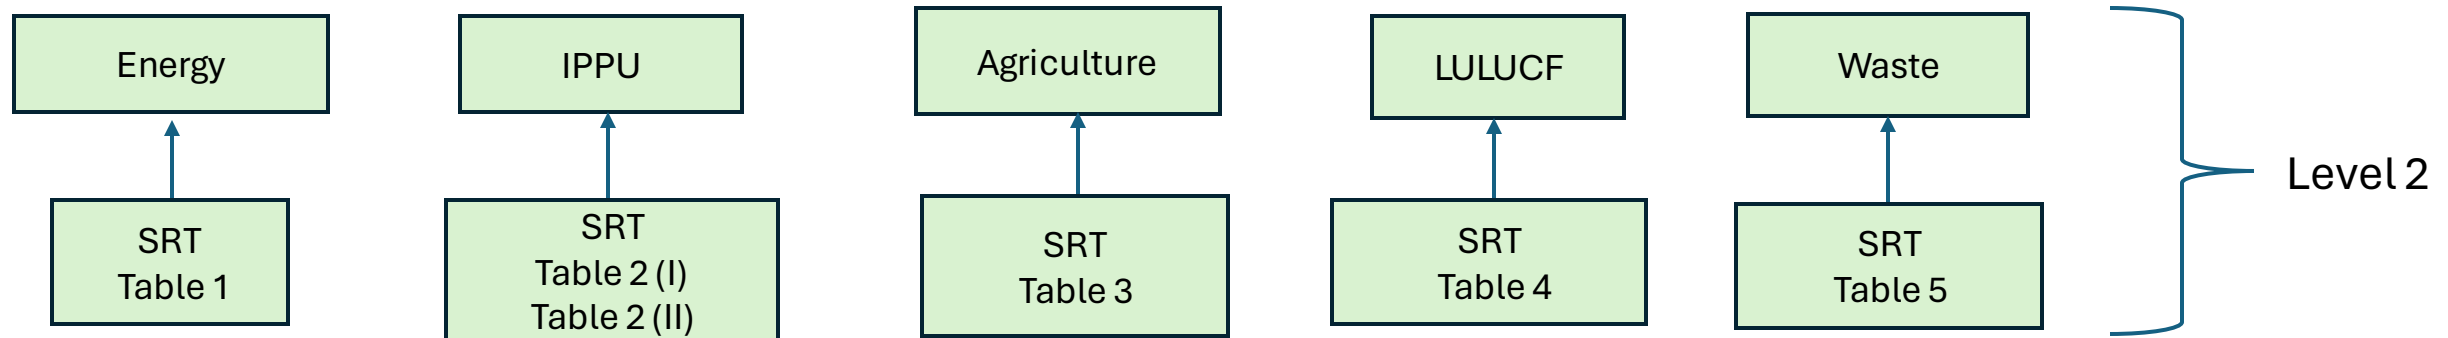 Energy
IPPU
Agriculture
LULUCF
Waste
Level 2
SRT
Table 1
SRT
Table 2 (I)
Table 2 (II)
SRT
Table 3
SRT
Table 4
SRT
Table 5